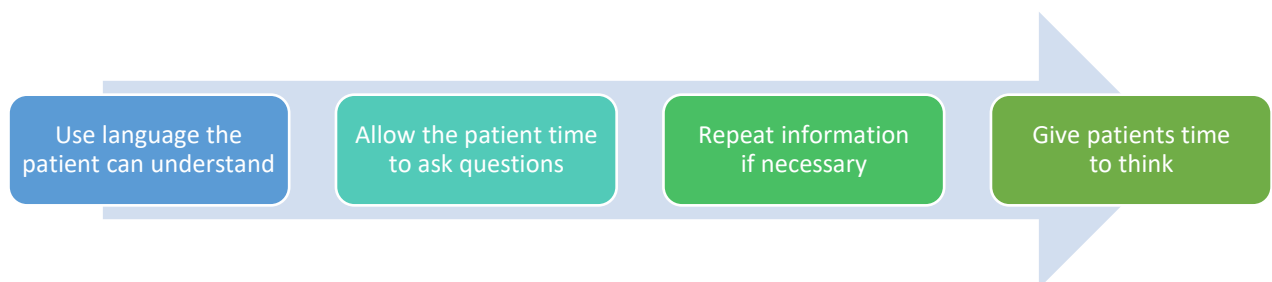 Use language the
patient can understand
Allow the patient time
to ask questions
Repeat information
if necessary
Give patients time
to think